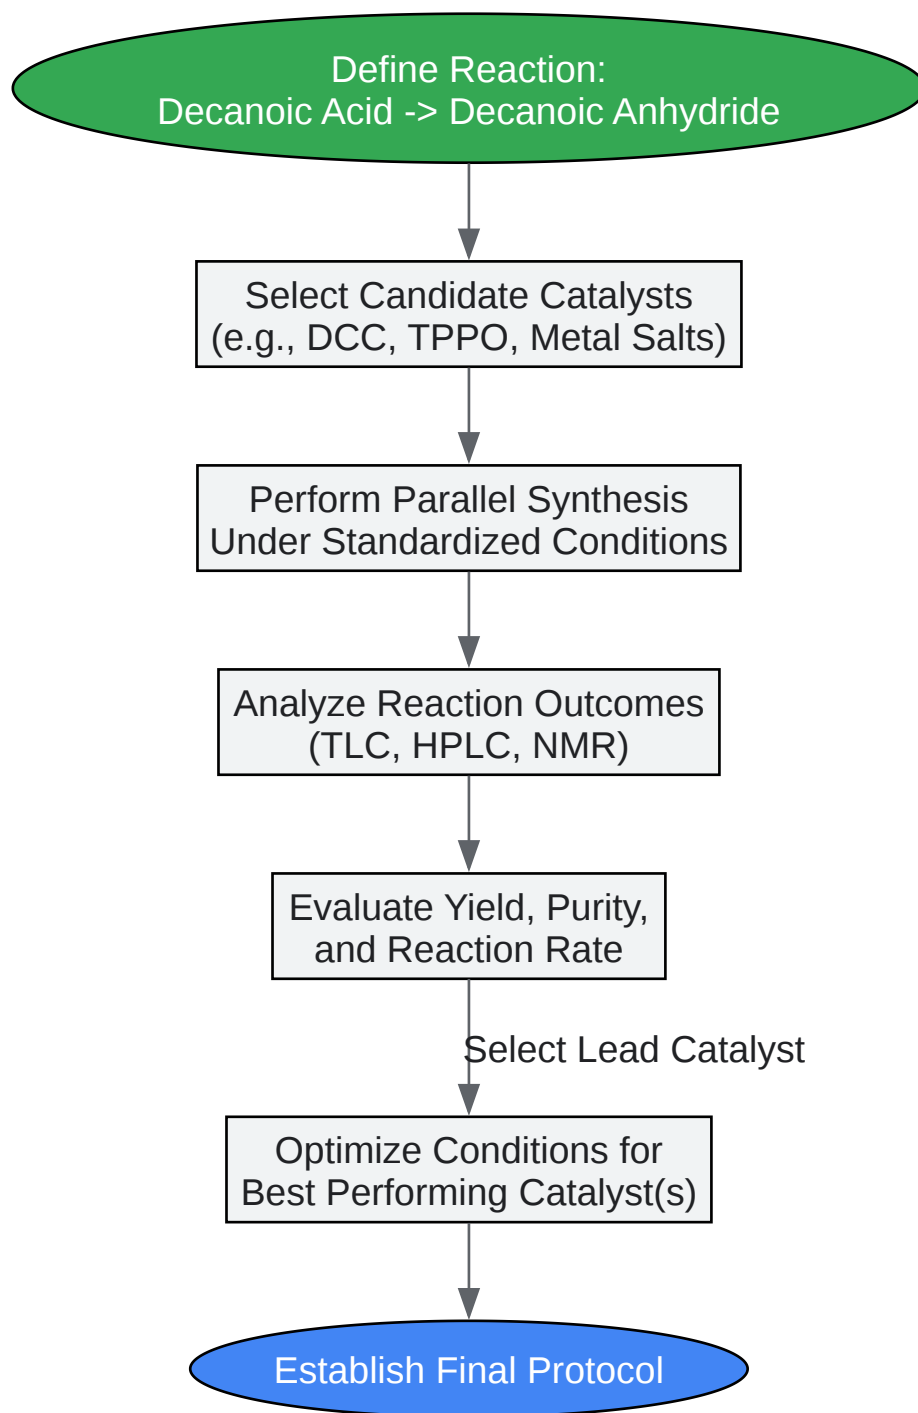 Define Reaction:
Decanoic Acid -> Decanoic Anhydride
Select Candidate Catalysts
(e.g., DCC, TPPO, Metal Salts)
Perform Parallel Synthesis
Under Standardized Conditions
Analyze Reaction Outcomes
(TLC, HPLC, NMR)
Evaluate Yield, Purity,
and Reaction Rate
Select Lead Catalyst
Optimize Conditions for
Best Performing Catalyst(s)
Establish Final Protocol